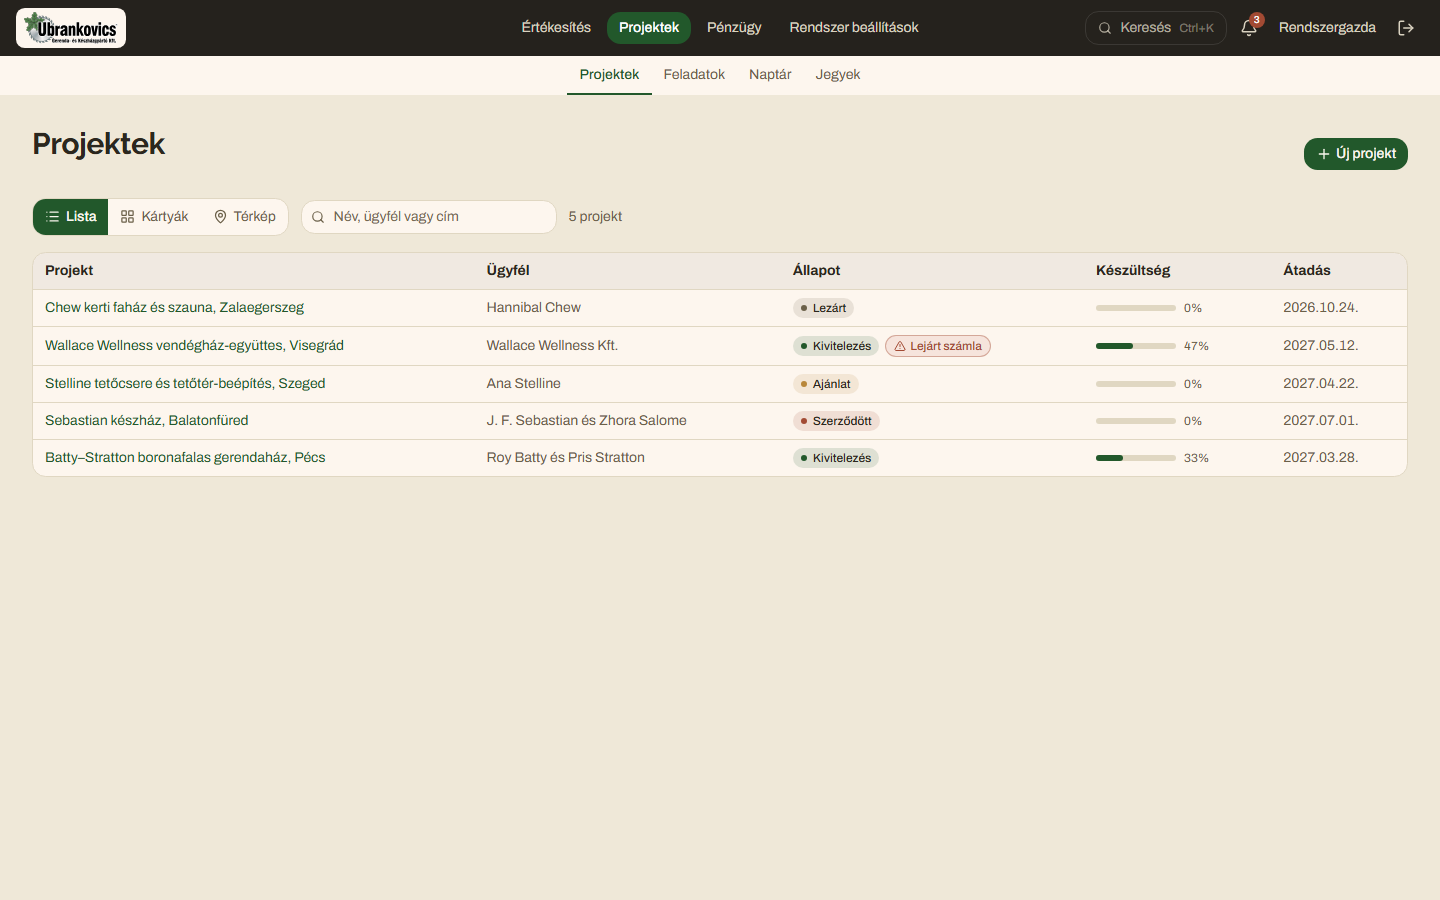 Ubrankovics
Gerenda- és Készházgyártó Kft.
Értékesítés Projektek Pénzügy Rendszer beállítások Keresés Ctrl+K 3 Rendszergazda
Projektek Feladatok Naptár Jegyek
Projektek
+ Új projekt
Lista Kártyák Térkép Név, ügyfél vagy cím 5 projekt
Projekt Ügyfél Állapot Készültség Átadás
Chew kerti faház és szauna, Zalaegerszeg Hannibal Chew Lezárt 0% 2026.10.24.
Wallace Wellness vendégház-együttes, Visegrád Wallace Wellness Kft. Kivitelezés Lejárt számla 47% 2027.05.12.
Stelline tetőcsere és tetőtér-beépítés, Szeged Ana Stelline Ajánlat 0% 2027.04.22.
Sebastian készház, Balatonfüred J. F. Sebastian és Zhora Salome Szerződött 0% 2027.07.01.
Batty–Stratton boronafalas gerendaház, Pécs Roy Batty és Pris Stratton Kivitelezés 33% 2027.03.28.